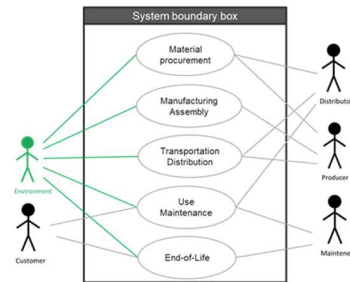 System boundary box
Material
procurement
Manufacturing
Assembly
Transportation
Distribution
Use
Maintenance
End-of-Life
Environment
Customer
Distributo
Producer
Maintene